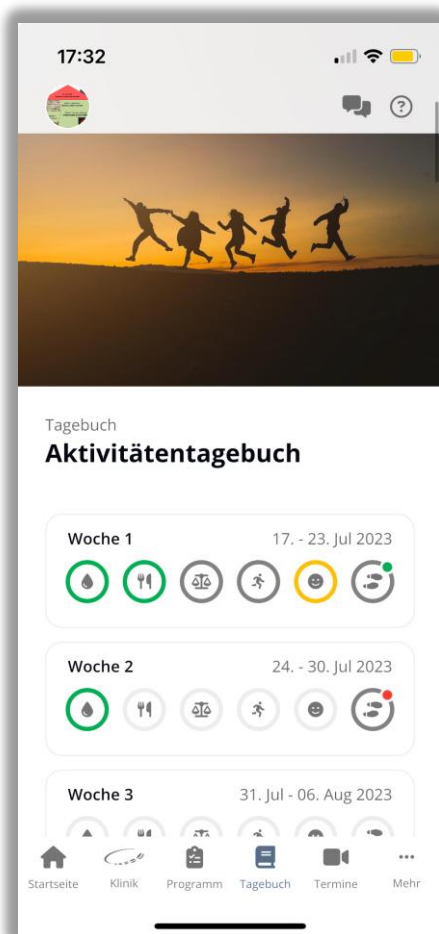 17:32
Tagebuch
Aktivitätentagebuch
Woche 1 17. - 23. Jul 2023
Woche 2 24. - 30. Jul 2023
Woche 3 31. Jul - 06. Aug 2023
Startseite Klinik Programm Tagebuch Termine Mehr